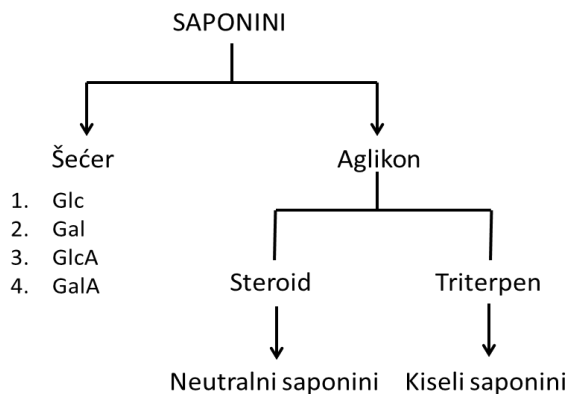 SAPONINI
Šećer
Aglikon
1. Glc
2. Gal
3. GlcA
4. GalA
Steroid
Triterpen
Neutralni saponini
Kiseli saponini